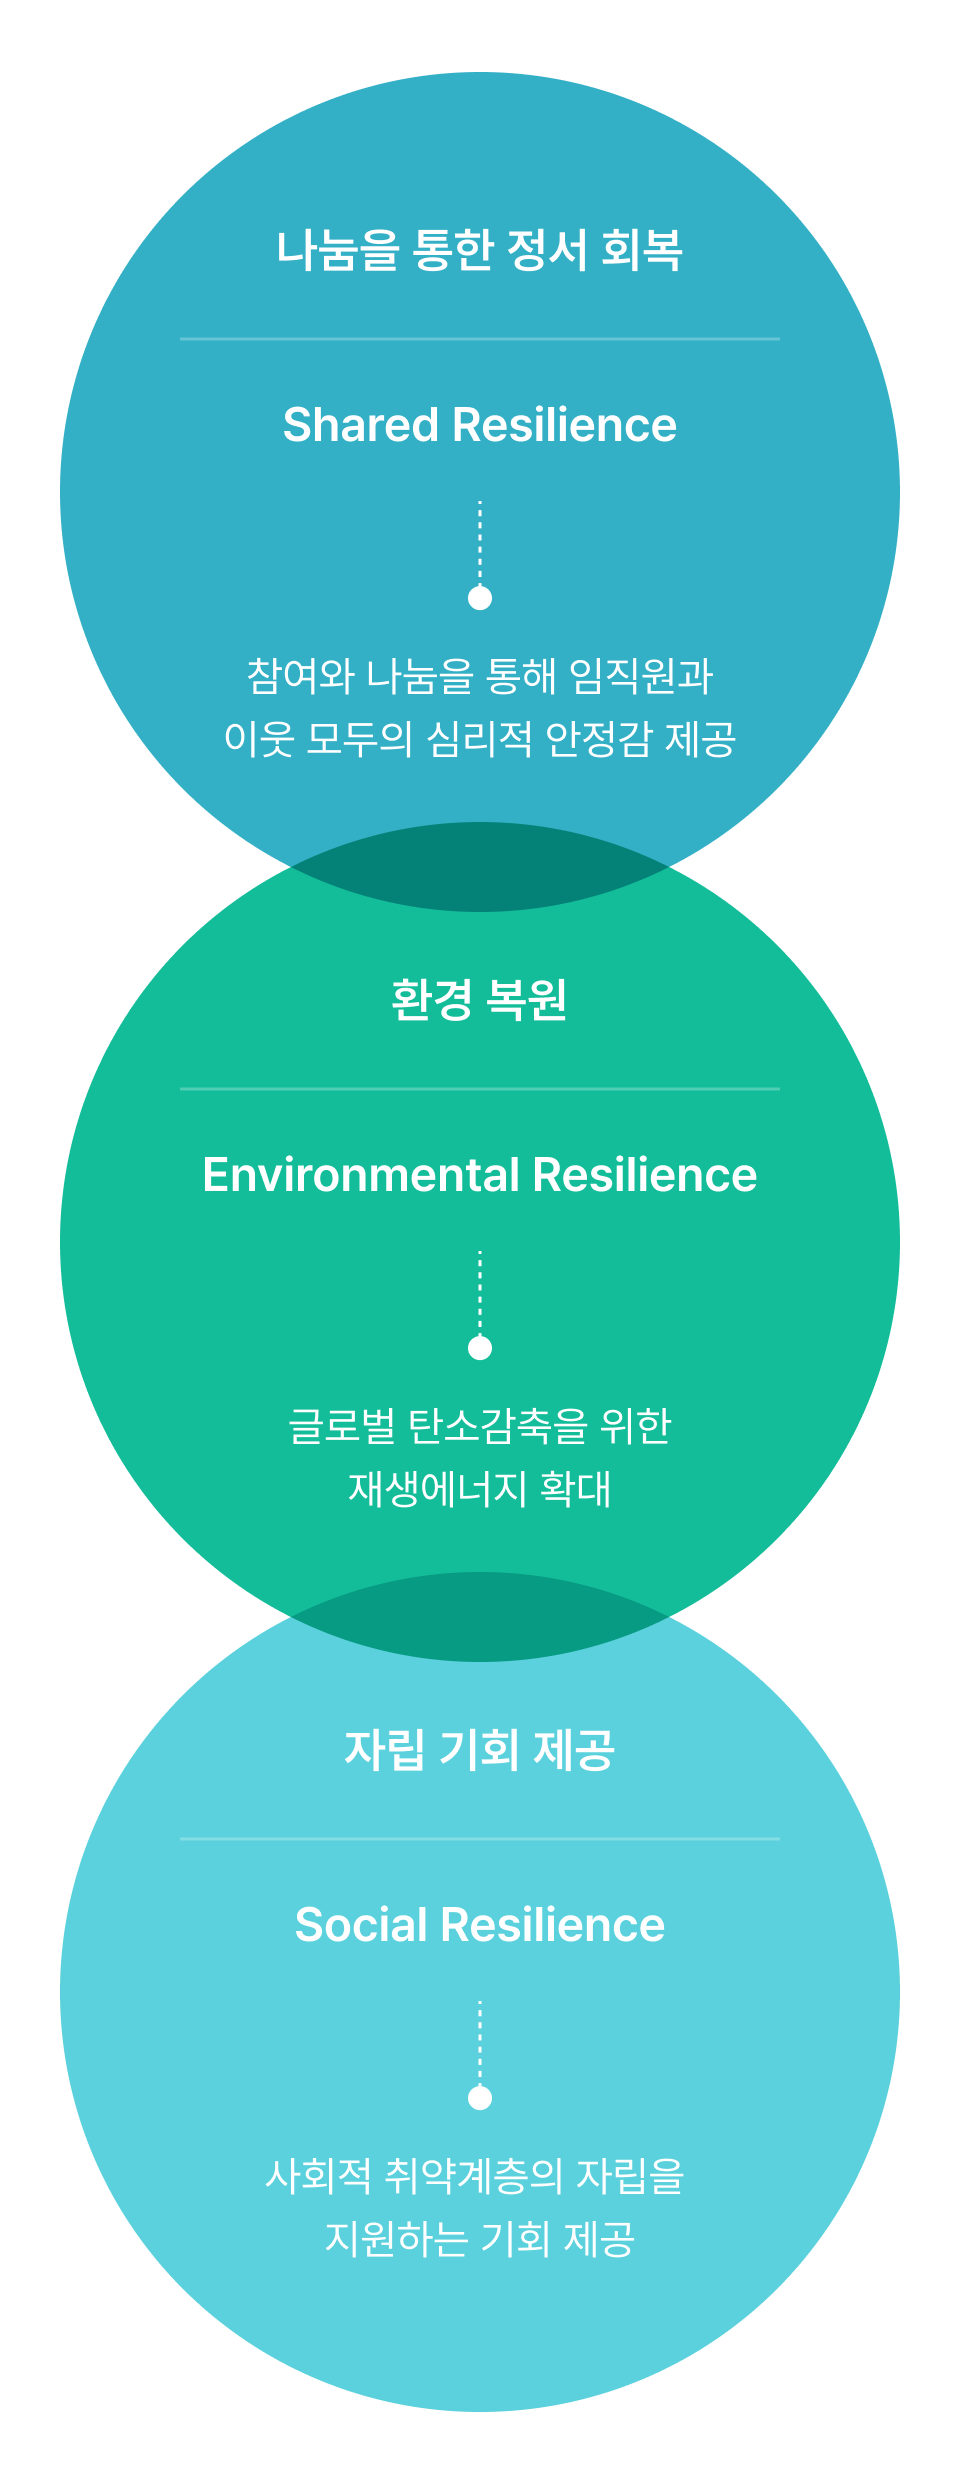 나눔을 통한 정서 회복
Shared Resilience
참여와 나눔을 통해 임직원과
이웃 모두의 심리적 안정감 제공
환경 복원
Environmental Resilience
글로벌 탄소감축을 위한
재생에너지 확대
자립 기회 제공
Social Resilience
사회적 취약계층의 자립을
지원하는 기회 제공